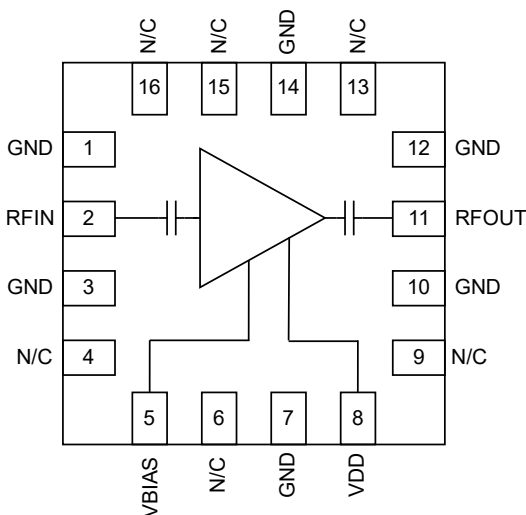 N/C
N/C
GND
N/C
16
15
14
13
GND
1
12
GND
RFIN
2
11
RFOUT
GND
3
10
GND
N/C
4
9
N/C
5
6
7
8
VBIAS
N/C
GND
VDD